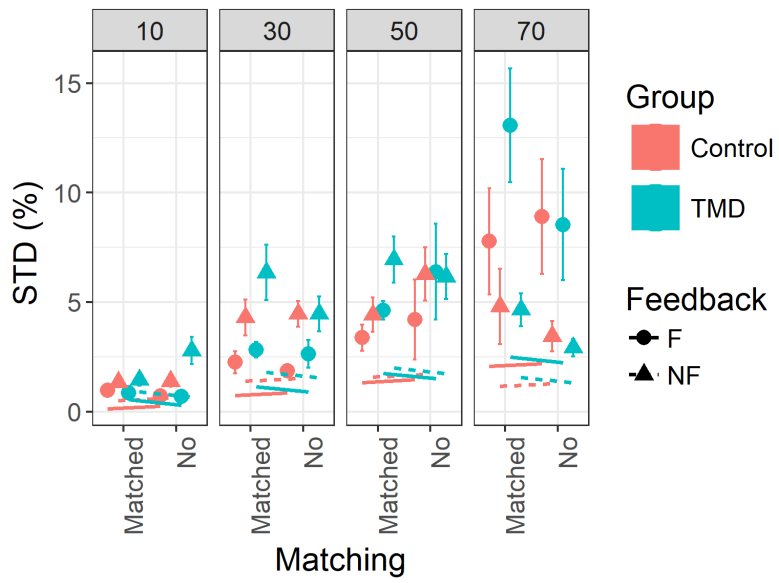 10 30 50 70
15
10
5
0
STD (%)
Matched No Matched No Matched No Matched No
Matching
Group
Control
TMD
Feedback
F
NF